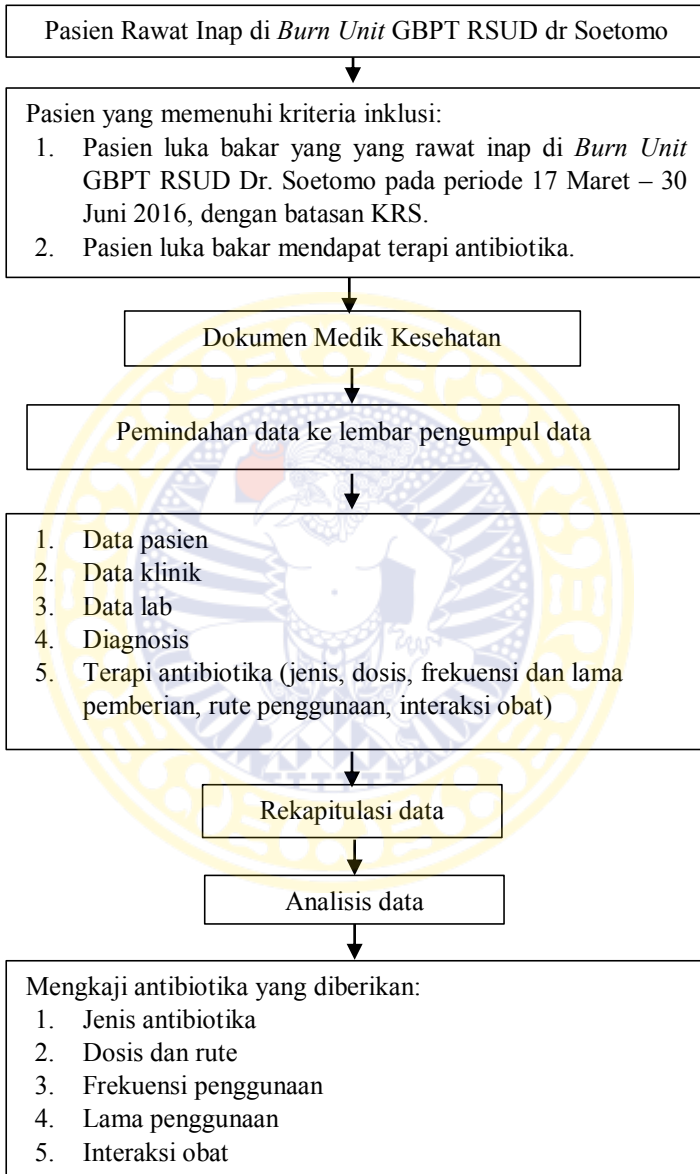 Pasien Rawat Inap di Burn Unit GBPT RSUD dr Soetomo
Pasien yang memenuhi kriteria inklusi:
1. Pasien luka bakar yang yang rawat inap di Burn Unit
GBPT RSUD Dr. Soetomo pada periode 17 Maret – 30
Juni 2016, dengan batasan KRS.
2. Pasien luka bakar mendapat terapi antibiotika.
Dokumen Medik Kesehatan
Pemindahan data ke lembar pengumpul data
1. Data pasien
2. Data klinik
3. Data lab
4. Diagnosis
5. Terapi antibiotika (jenis, dosis, frekuensi dan lama
pemberian, rute penggunaan, interaksi obat)
Rekapitulasi data
Analisis data
Mengkaji antibiotika yang diberikan:
1. Jenis antibiotika
2. Dosis dan rute
3. Frekuensi penggunaan
4. Lama penggunaan
5. Interaksi obat